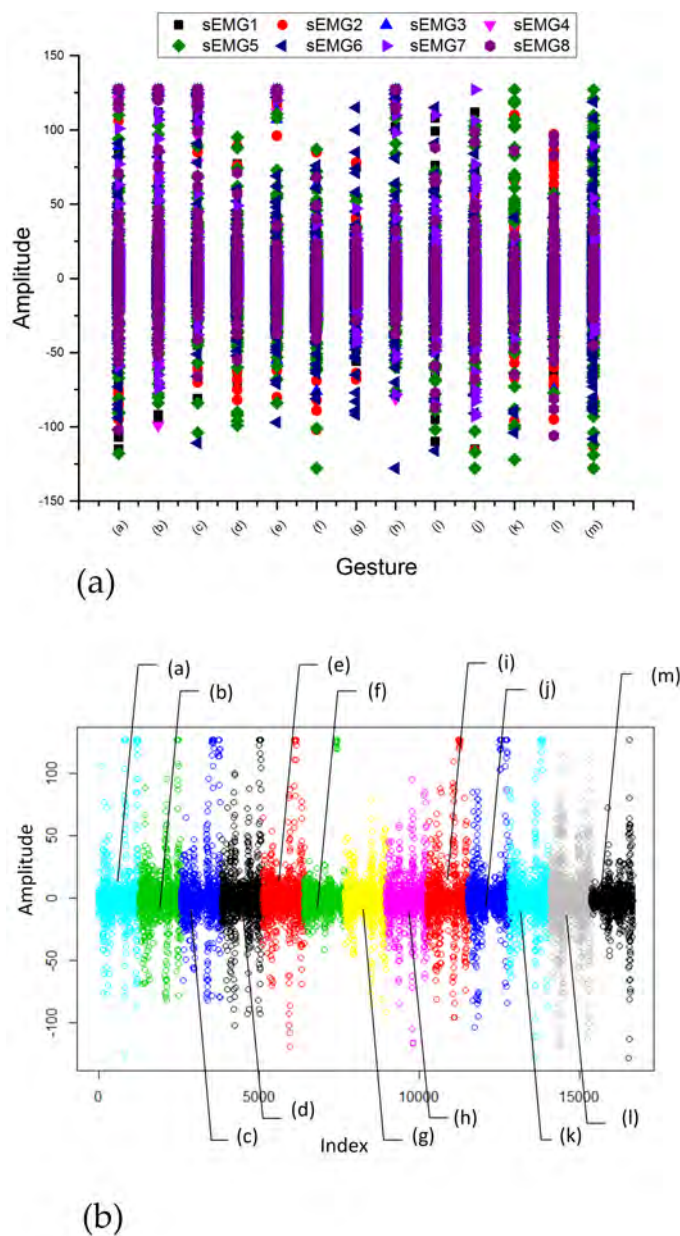 sEMG1 sEMG2 sEMG3 sEMG4
sEMG5 sEMG6 sEMG7 sEMG8
150
100
50
0
-50
-100
-150
Amplitude
(a) (b) (c) (d) (e) (f) (g) (h) (i) (j) (k) (l) (m)
Gesture
(a)
(a) (e) (i)
(b) (f) (j) (m)
100
50
0
-50
-100
Amplitude
0 5000 10000 15000
(c) (d) (g) (h) (k) (l)
Index
(b)